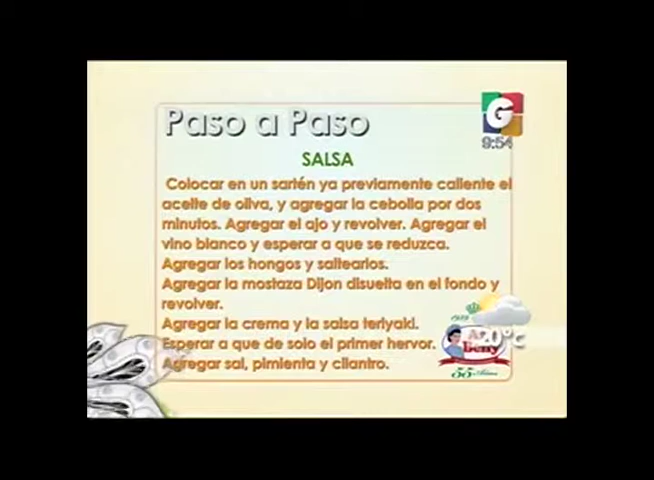 Paso a Paso
G
9:54
SALSA
Colocar en un sartén ya previamente caliente el
aceite de oliva, y agregar la cebolla por dos
minutos. Agregar el ajo y revolver. Agregar el
vino blanco y esperar a que se reduzca.
Agregar los hongos y saltearlos.
Agregar la mostaza Dijon disuelta en el fondo y
revolver.
Agregar la crema y la salsa teriyaki.
Esperar a que de solo el primer hervor.
Agregar sal, pimienta y cilantro.
20°C
Beny
55 Años